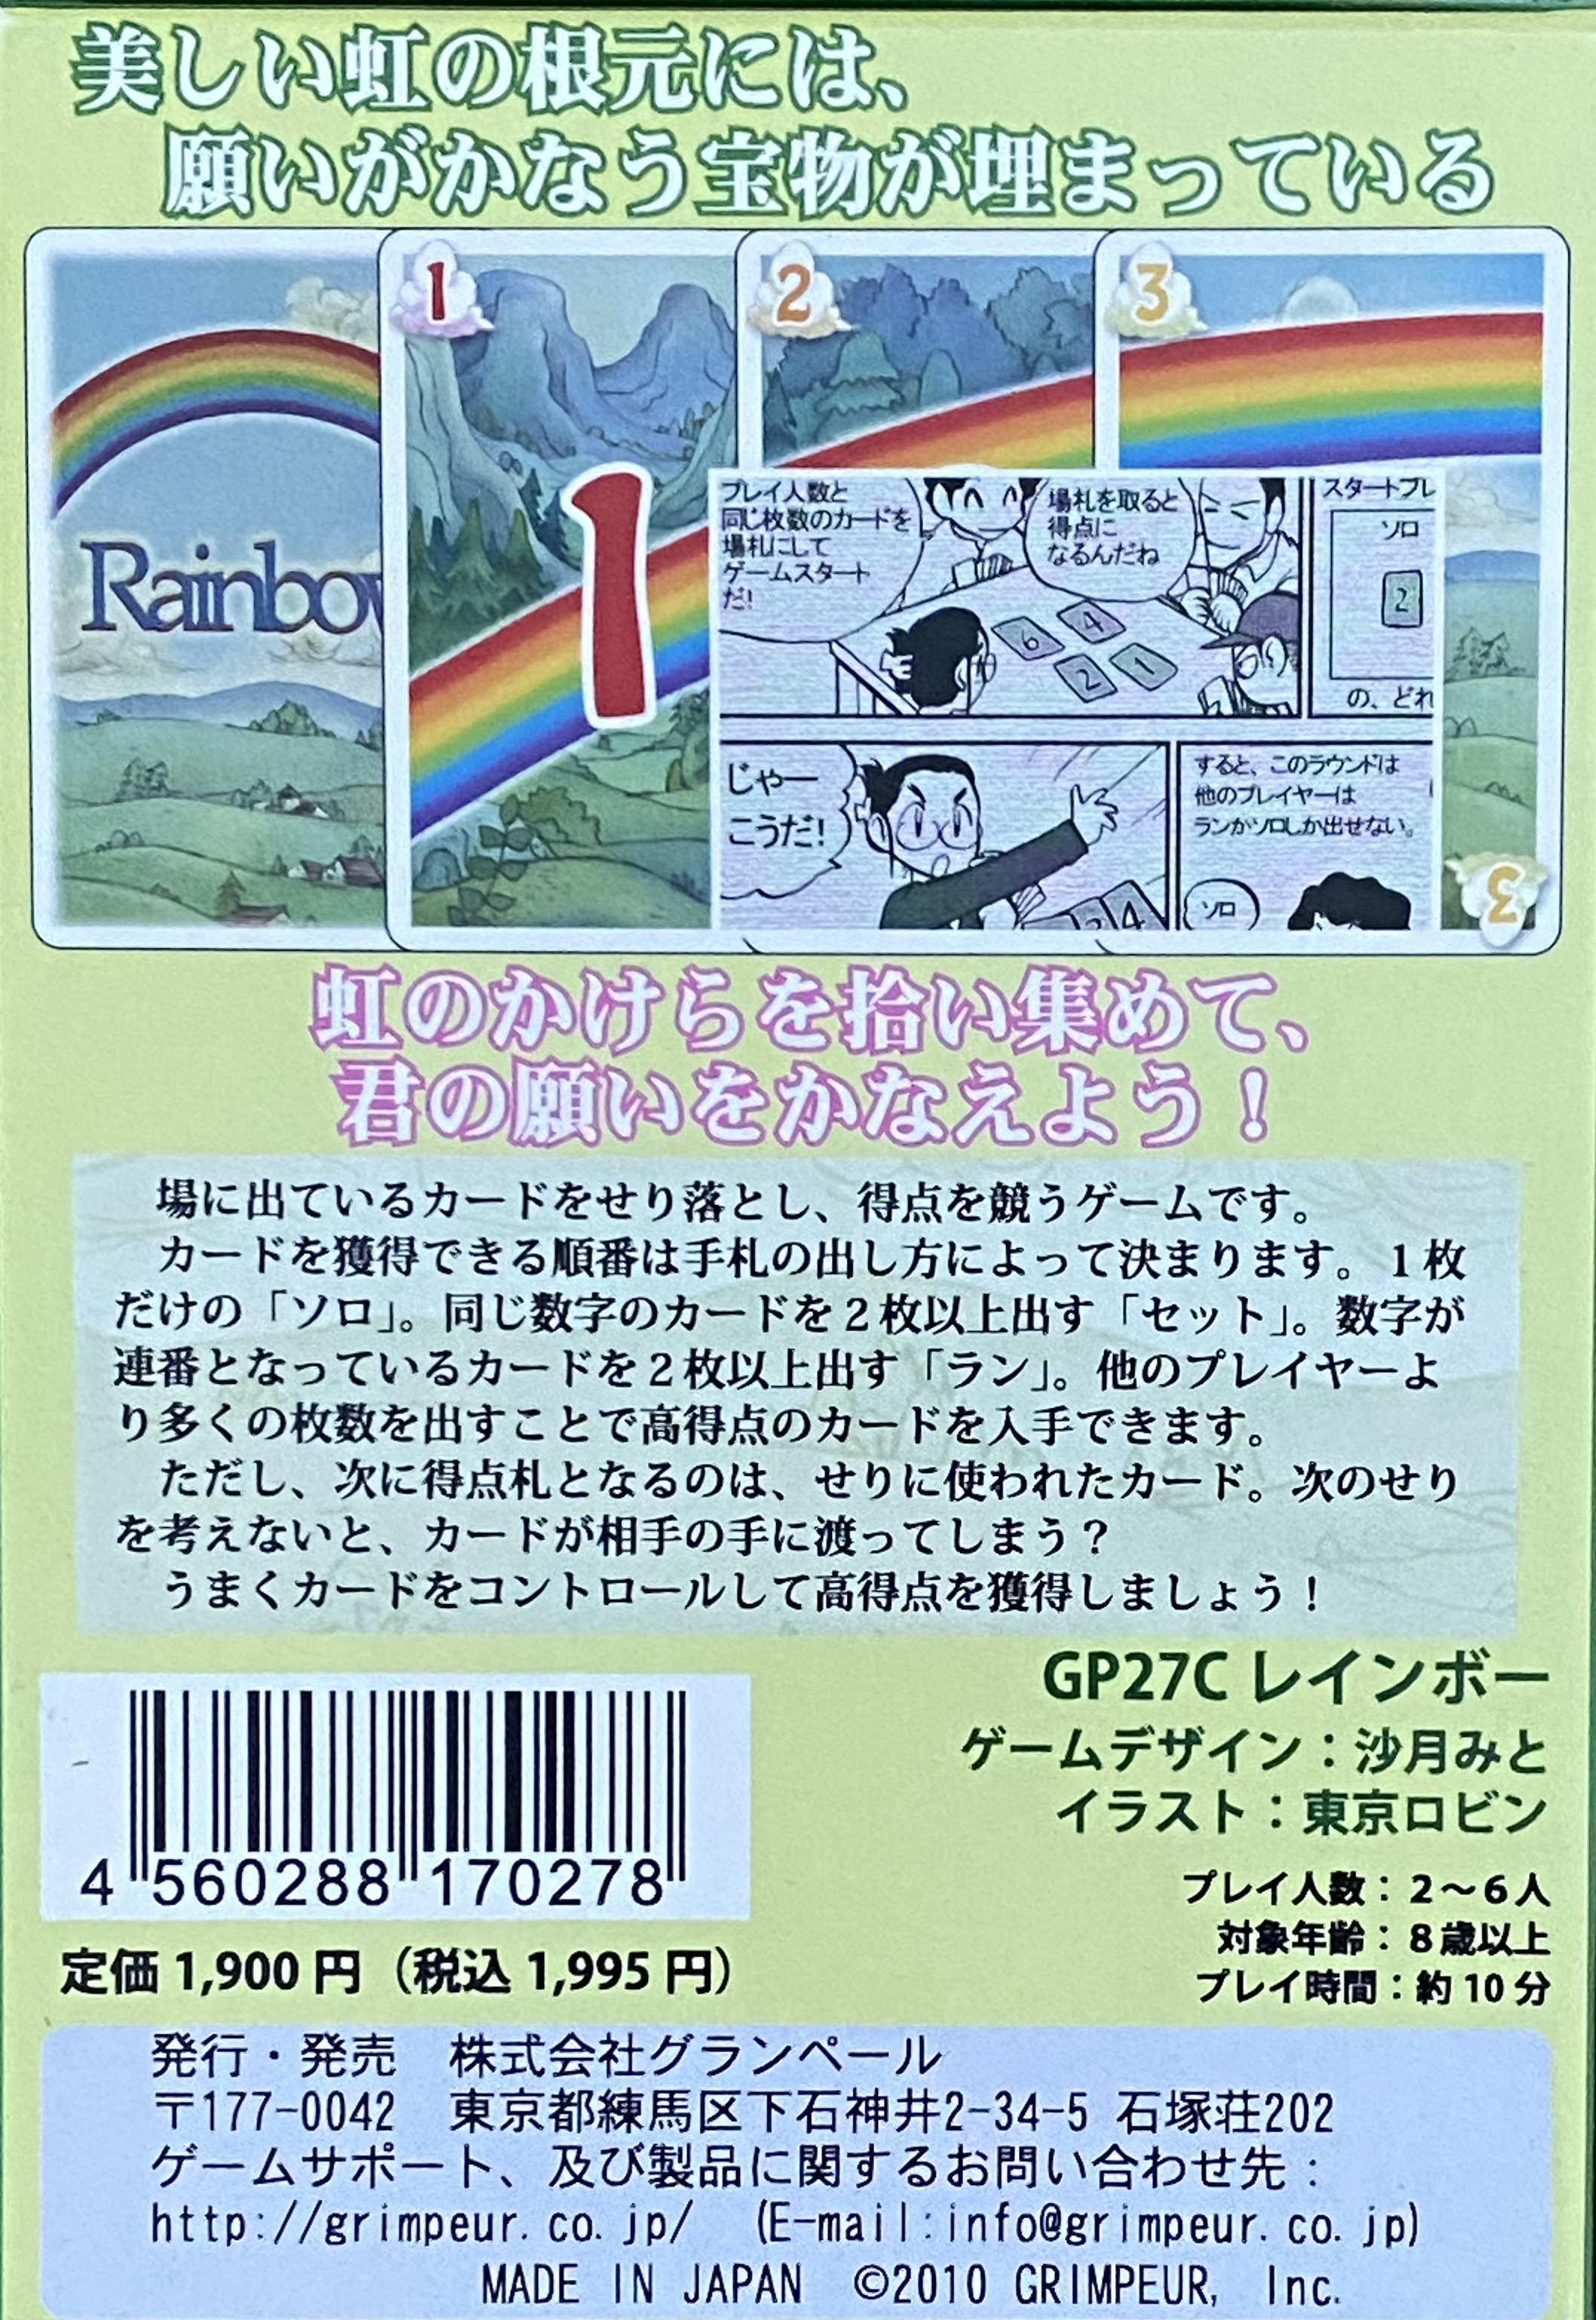 美しい虹の根元には、
願いがかなう宝物が埋まっている
Rainbow
1
1
2
3
プレイ人数と
同じ枚数のカードを
場札にして
ゲームスタート
だ!
場札を取ると
得点に
なるんだね
6
4
2
1
スタートプレ
ソロ
2
の、どれ
じゃー
こうだ!
4
すると、このラウンドは
他のプレイヤーは
ランかソロしか出せない。
ソロ
3
虹のかけらを拾い集めて、
君の願いをかなえよう！
場に出ているカードをせり落とし、得点を競うゲームです。
カードを獲得できる順番は手札の出し方によって決まります。１枚
だけの「ソロ」。同じ数字のカードを２枚以上出す「セット」。数字が
連番となっているカードを２枚以上出す「ラン」。他のプレイヤーよ
り多くの枚数を出すことで高得点のカードを入手できます。
ただし、次に得点札となるのは、せりに使われたカード。次のせり
を考えないと、カードが相手の手に渡ってしまう？
うまくカードをコントロールして高得点を獲得しましょう！
GP27C レインボー
ゲームデザイン：沙月みと
イラスト：東京ロビン
プレイ人数：２～６人
対象年齢：８歳以上
プレイ時間：約 10 分
4 560288 170278
定価 1,900 円（税込 1,995 円）
発行・発売　株式会社グランペール
〒177-0042　東京都練馬区下石神井2-34-5 石塚荘202
ゲームサポート、及び製品に関するお問い合わせ先：
http://grimpeur.co.jp/　(E-mail:info@grimpeur.co.jp)
MADE IN JAPAN　©2010 GRIMPEUR, Inc.